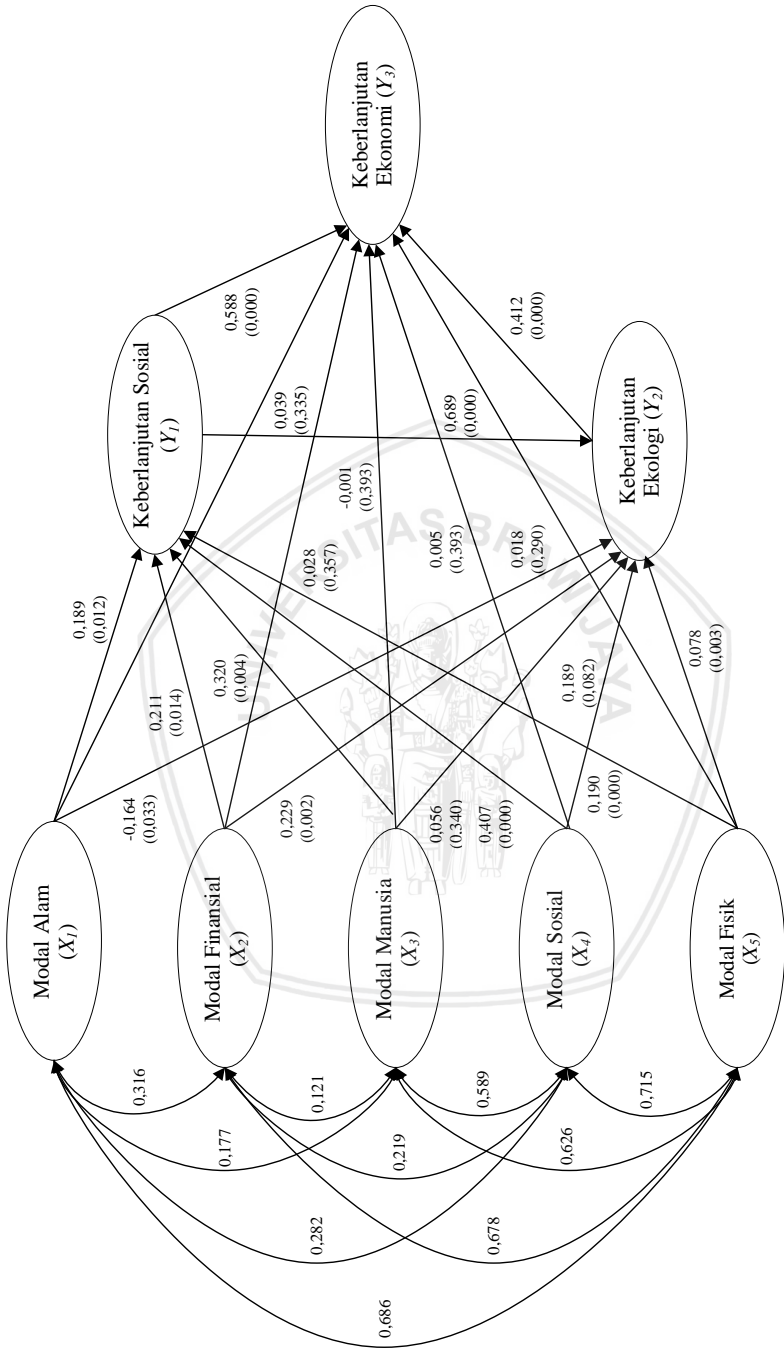 Modal Alam
(X1)
Modal Finansial
(X2)
Modal Manusia
(X3)
Modal Sosial
(X4)
Modal Fisik
(X5)
Keberlanjutan Sosial
(Y1)
Keberlanjutan
Ekologi (Y2)
Keberlanjutan
Ekonomi (Y3)
0,316
0,121
0,589
0,715
0,177
0,219
0,626
0,282
0,678
0,686
0,189
(0,012)
0,211
(0,014)
0,320
(0,004)
-0,164
(0,033)
0,229
(0,002)
0,056
(0,340)
0,407
(0,000)
0,190
(0,000)
0,028
(0,357)
0,039
(0,335)
-0,001
(0,393)
0,005
(0,393)
0,018
(0,290)
0,189
(0,082)
0,078
(0,003)
0,588
(0,000)
0,689
(0,000)
0,412
(0,000)
UNIVERSITAS BRAWIJAYA